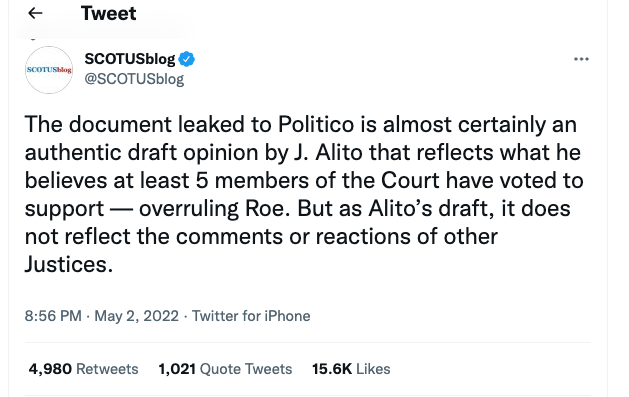 Tweet
SCOTUSblog
SCOTUSblog
@SCOTUSblog
The document leaked to Politico is almost certainly an
authentic draft opinion by J. Alito that reflects what he
believes at least 5 members of the Court have voted to
support — overruling Roe. But as Alito’s draft, it does
not reflect the comments or reactions of other
Justices.
8:56 PM · May 2, 2022 · Twitter for iPhone
4,980 Retweets 1,021 Quote Tweets 15.6K Likes